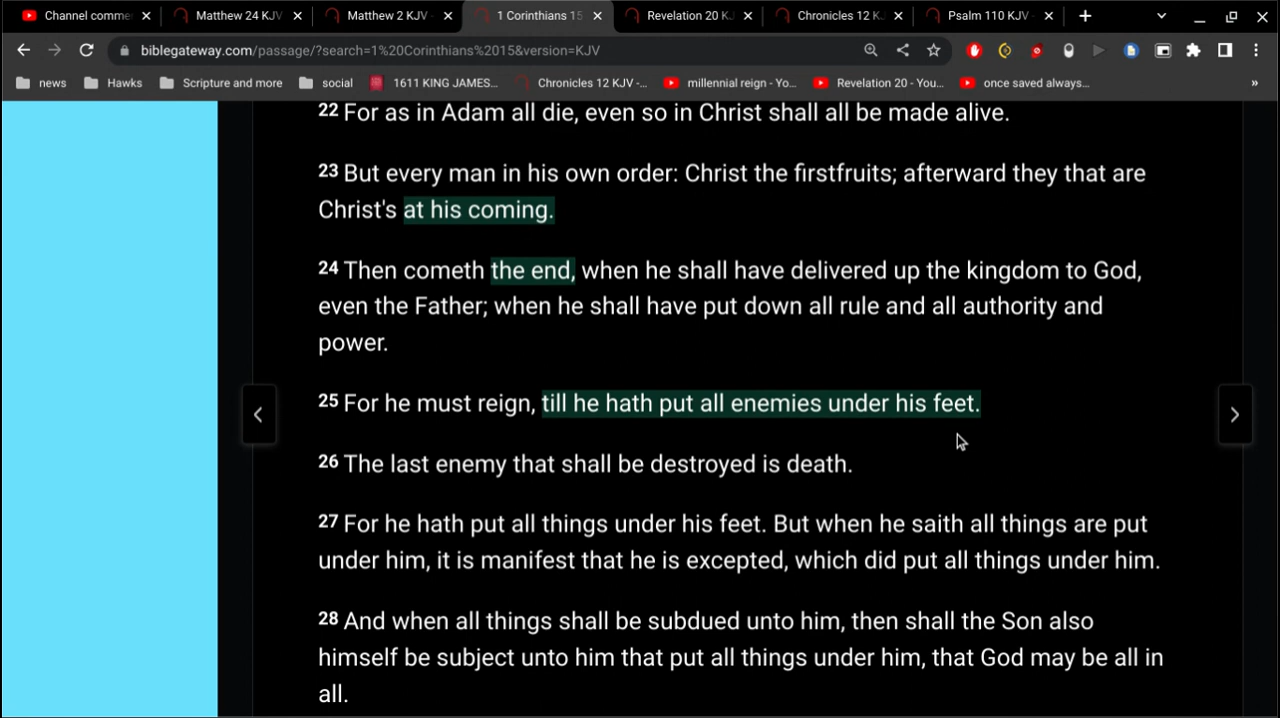 Channel comme
Matthew 24 KJV
Matthew 2 KJV -
1 Corinthians 15
Revelation 20 K
Chronicles 12 K
Psalm 110 KJV
biblegateway.com/passage/?search=1%20Corinthians%2015&version=KJV
news
Hawks
Scripture and more
social
1611 KING JAMES...
Chronicles 12 KJV -...
millennial reign - Yo...
Revelation 20 - You...
once saved always...
»
22 For as in Adam all die, even so in Christ shall all be made alive.
23 But every man in his own order: Christ the firstfruits; afterward they that are
Christ's at his coming.
24 Then cometh the end, when he shall have delivered up the kingdom to God,
even the Father; when he shall have put down all rule and all authority and
power.
25 For he must reign, till he hath put all enemies under his feet.
26 The last enemy that shall be destroyed is death.
27 For he hath put all things under his feet. But when he saith all things are put
under him, it is manifest that he is excepted, which did put all things under him.
28 And when all things shall be subdued unto him, then shall the Son also
himself be subject unto him that put all things under him, that God may be all in
all.